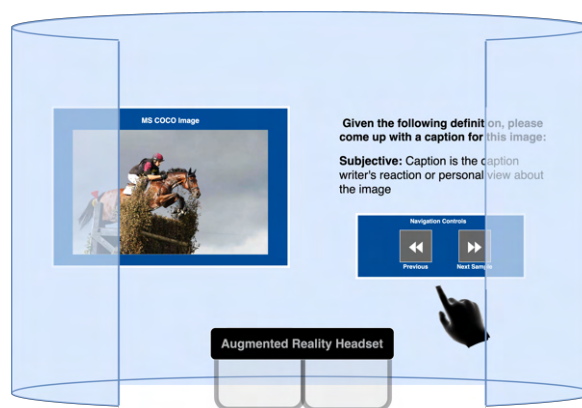 MS COCO Image
Given the following definition, please
come up with a caption for this image:
Subjective: Caption is the caption
writer's reaction or personal view about
the image
Navigation Controls
Previous
Next Sample
Augmented Reality Headset